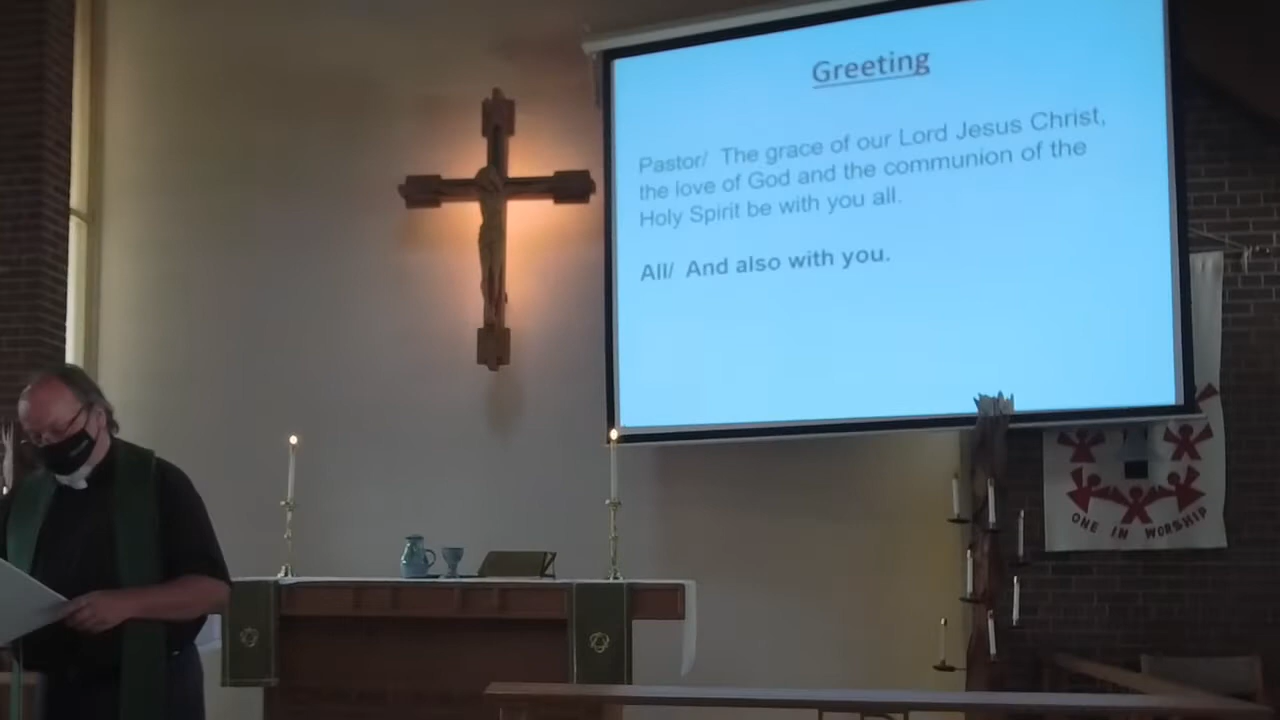 Greeting
Pastor/ The grace of our Lord Jesus Christ,
the love of God and the communion of the
Holy Spirit be with you all.
All/ And also with you.
ONE IN WORSHIP